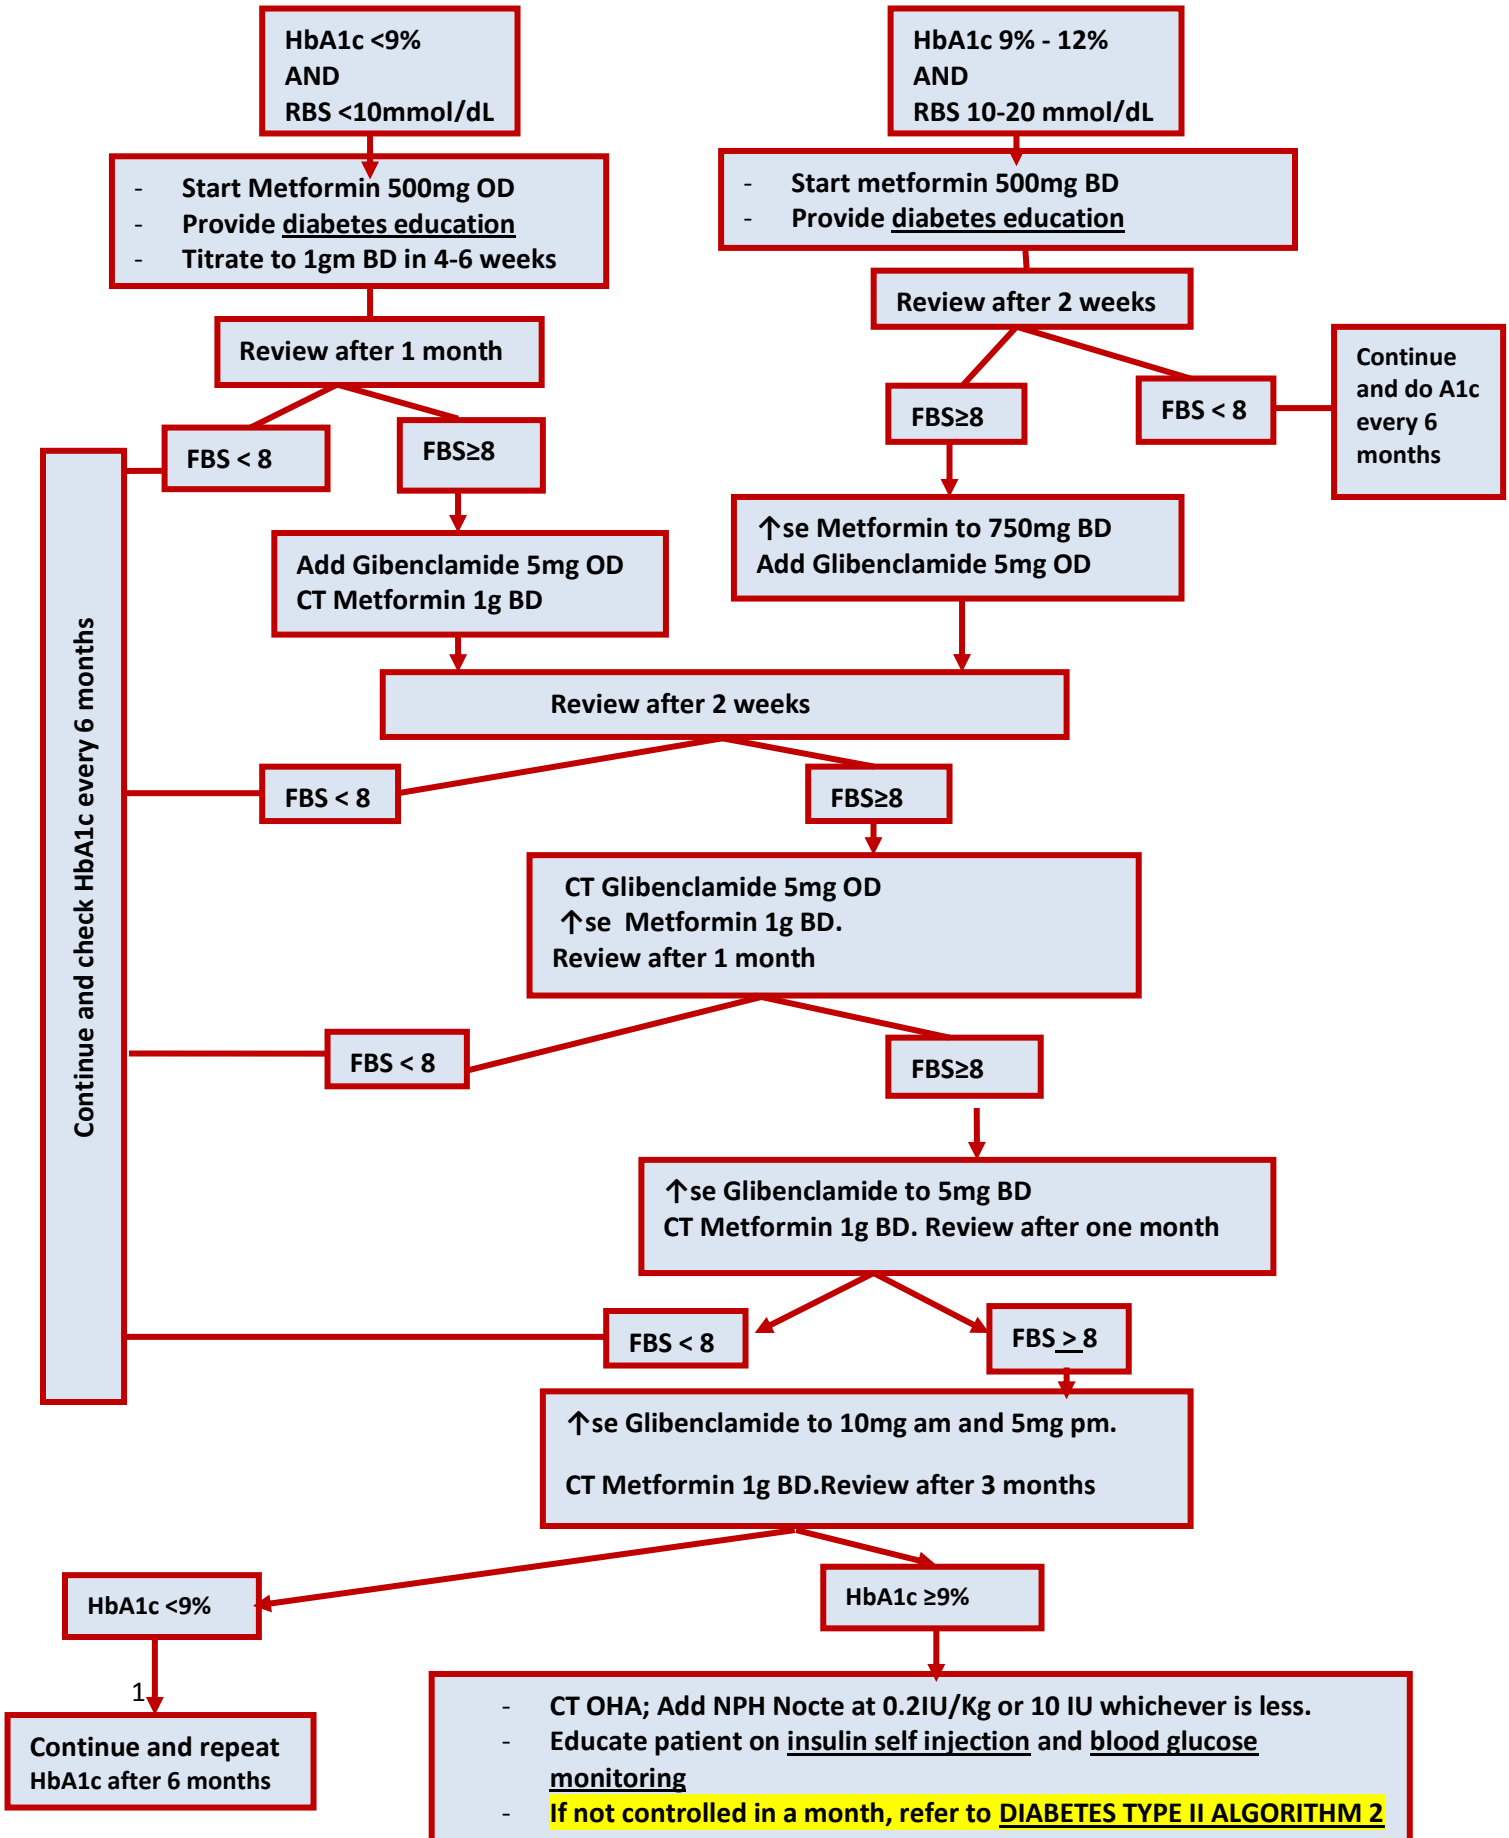 HbA1c <9%
AND
RBS <10mmol/dL
HbA1c 9% - 12%
AND
RBS 10-20 mmol/dL
- Start Metformin 500mg OD
- Provide diabetes education
- Titrate to 1gm BD in 4-6 weeks
- Start metformin 500mg BD
- Provide diabetes education
Review after 1 month
Review after 2 weeks
FBS < 8
FBS≥8
FBS≥8
FBS < 8
Continue
and do A1c
every 6
months
Continue and check HbA1c every 6 months
Add Gibenclamide 5mg OD
CT Metformin 1g BD
↑se Metformin to 750mg BD
Add Glibenclamide 5mg OD
Review after 2 weeks
FBS < 8
FBS≥8
CT Glibenclamide 5mg OD
↑se Metformin 1g BD.
Review after 1 month
FBS < 8
FBS≥8
↑se Glibenclamide to 5mg BD
CT Metformin 1g BD. Review after one month
FBS < 8
FBS > 8
↑se Glibenclamide to 10mg am and 5mg pm.
CT Metformin 1g BD.Review after 3 months
HbA1c <9%
HbA1c ≥9%
1
Continue and repeat
HbA1c after 6 months
- CT OHA; Add NPH Nocte at 0.2IU/Kg or 10 IU whichever is less.
- Educate patient on insulin self injection and blood glucose
monitoring
- If not controlled in a month, refer to DIABETES TYPE II ALGORITHM 2